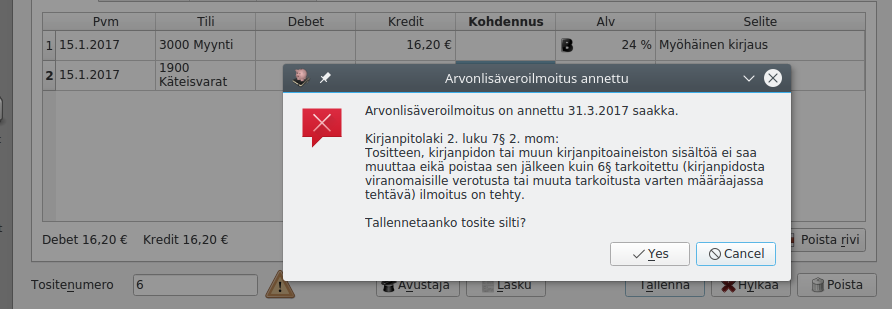 Pvm Tili Debet Kredit Kohdennus Alv Selite
1 15.1.2017 3000 Myynti 16,20 € B 24 % Myöhäinen kirjaus
2 15.1.2017 1900
Käteisvarat
Arvonlisäveroilmoitus annettu
Arvonlisäveroilmoitus on annettu 31.3.2017 saakka.
Kirjanpitolaki 2. luku 7§ 2. mom:
Tositteen, kirjanpidon tai muun kirjanpitoaineiston sisältöä ei saa
muuttaa eikä poistaa sen jälkeen kuin 6§ tarkoitettu (kirjanpidosta
viranomaisille verotusta tai muuta tarkoitusta varten määräajassa
tehtävä) ilmoitus on tehty.
Tallennetaanko tosite silti?
Yes Cancel
Debet 16,20 € Kredit 16,20 € Poista rivi
Tositenumero 6 Avustaja Lasku Tallenna Hylkää Poista